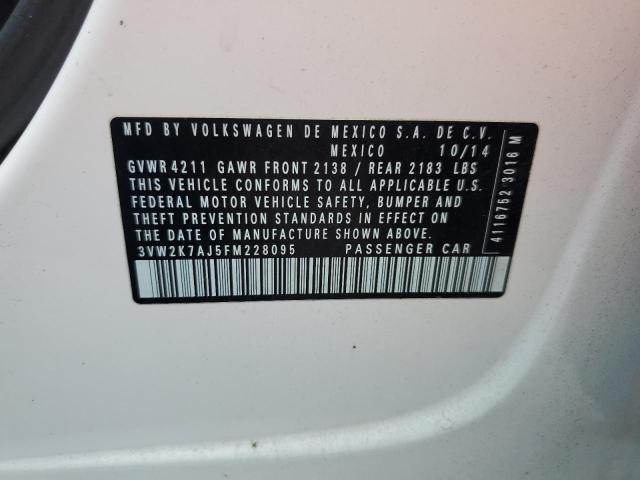 MFD BY VOLKSWAGEN DE MEXICO S.A. DE C.V.
MEXICO 10/14
GVWR 4211 GAWR FRONT 2138 / REAR 2183 LBS
THIS VEHICLE CONFORMS TO ALL APPLICABLE U.S.
FEDERAL MOTOR VEHICLE SAFETY, BUMPER AND
THEFT PREVENTION STANDARDS IN EFFECT ON
THE DATE OF MANUFACTURE SHOWN ABOVE.
3VW2K7AJ5FM228095 PASSENGER CAR
4116752 3016 M